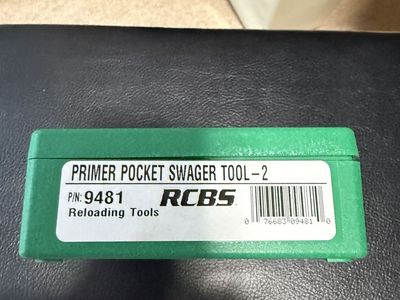 PRIMER POCKET SWAGER TOOL-2
P/N: 9481 RCBS
Reloading Tools
0 76683 09481 0